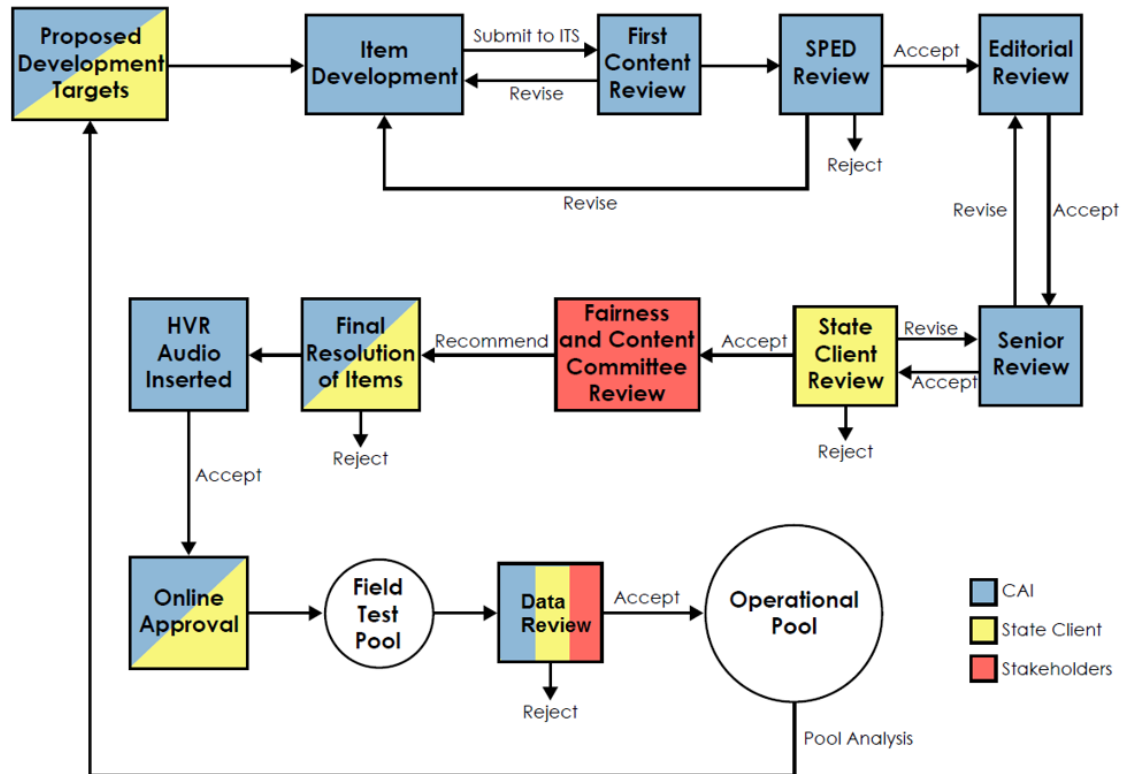 Proposed
Development
Targets
Item
Development
Submit to ITS
Revise
First
Content
Review
SPED
Review
Accept
Editorial
Review
Reject
Revise
Revise
Accept
HVR
Audio
Inserted
Final
Resolution
of Items
Recommend
Fairness
and Content
Committee
Review
Accept
State
Client
Review
Revise
Accept
Senior
Review
Reject
Reject
Accept
Online
Approval
Field
Test
Pool
Data
Review
Accept
Operational
Pool
CAI
State Client
Stakeholders
Reject
Pool Analysis